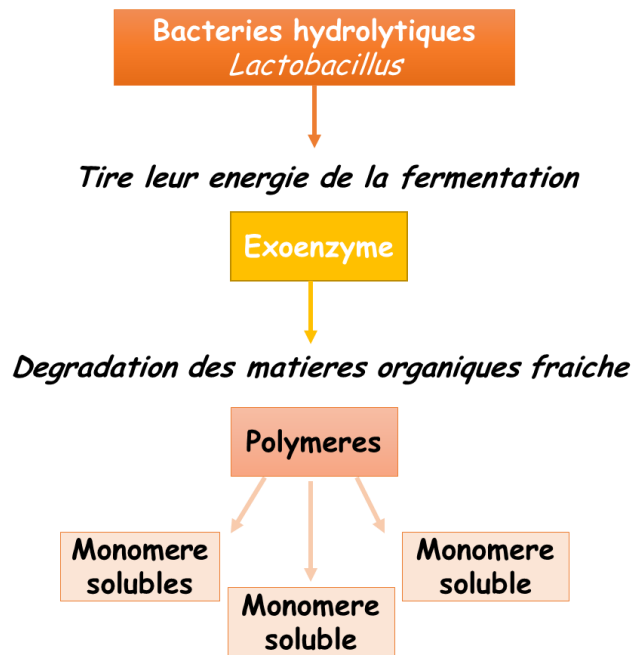 Bacteries hydrolytiques
Lactobacillus
Tire leur energie de la fermentation
Exoenzyme
Degradation des matieres organiques fraiche
Polymeres
Monomere
solubles
Monomere
soluble
Monomere
soluble